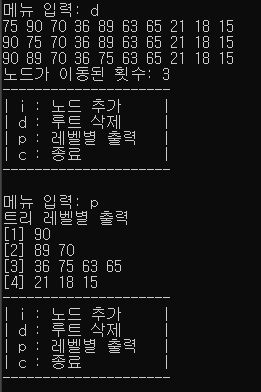 메뉴 입력: d
75 90 70 36 89 63 65 21 18 15
90 75 70 36 89 63 65 21 18 15
90 89 70 36 75 63 65 21 18 15
노드가 이동된 횟수: 3
---------------------
| i : 노드 추가 |
| d : 루트 삭제 |
| p : 레벨별 출력 |
| c : 종료 |
---------------------
메뉴 입력: p
트리 레벨별 출력
[1] 90
[2] 89 70
[3] 36 75 63 65
[4] 21 18 15
---------------------
| i : 노드 추가 |
| d : 루트 삭제 |
| p : 레벨별 출력 |
| c : 종료 |
---------------------